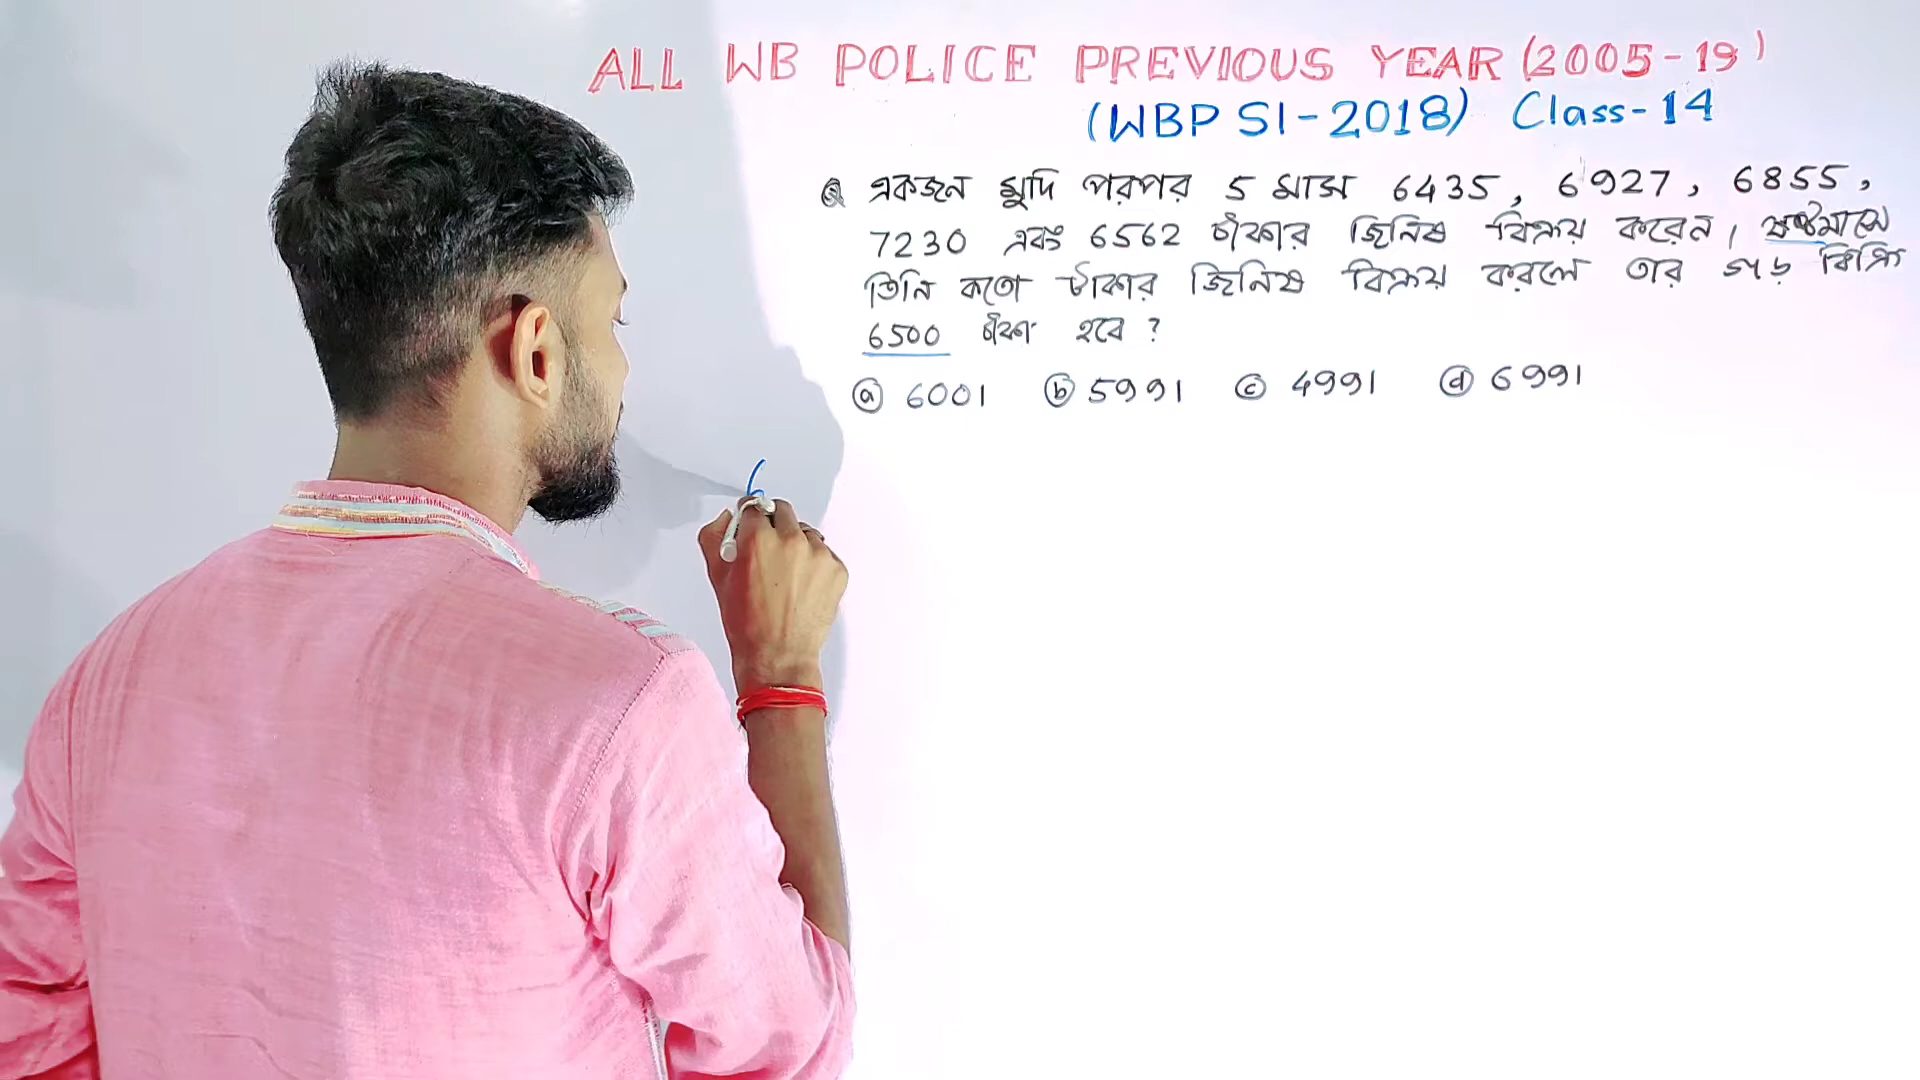 ALL WB POLICE PREVIOUS YEAR (2005-19)
(WBP SI-2018) Class-14
Q একজন মুদি পরপর 5 মাস 6435, 6927, 6855,
7230 এবং 6562 টাকার জিনিষ বিক্রয় করেন। ষষ্ঠমাসে
তিনি কতো টাকার জিনিষ বিক্রয় করলে তার গড় বিক্রি
6500 টাকা হবে ?
ⓐ 6001 ⓑ 5991 ⓒ 4991 ⓓ 6991
6